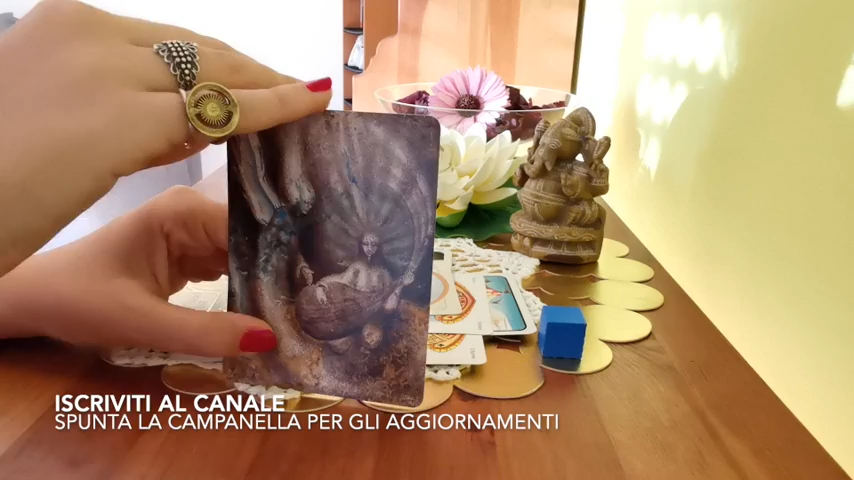 ISCRIVITI AL CANALE
SPUNTA LA CAMPANELLA PER GLI AGGIORNAMENTI